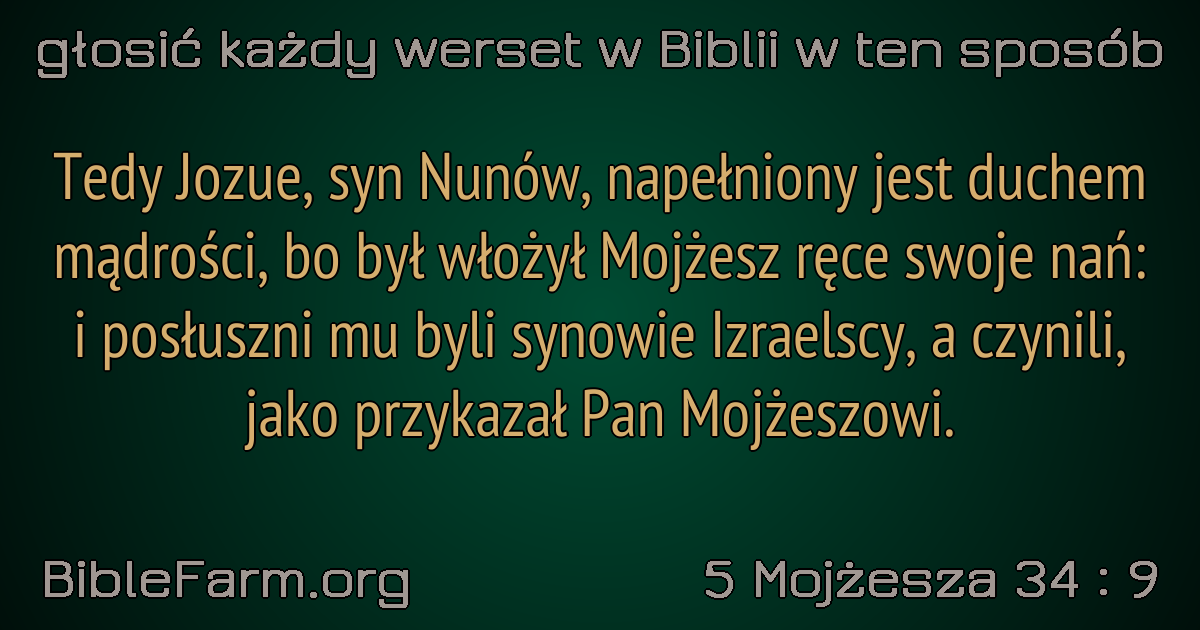 głosić każdy werset w Biblii w ten sposób
Tedy Jozue, syn Nunów, napełniony jest duchem
mądrości, bo był włożył Mojżesz ręce swoje nań:
i posłuszni mu byli synowie Izraelscy, a czynili,
jako przykazał Pan Mojżeszowi.
BibleFarm.org
5 Mojżesza 34 : 9